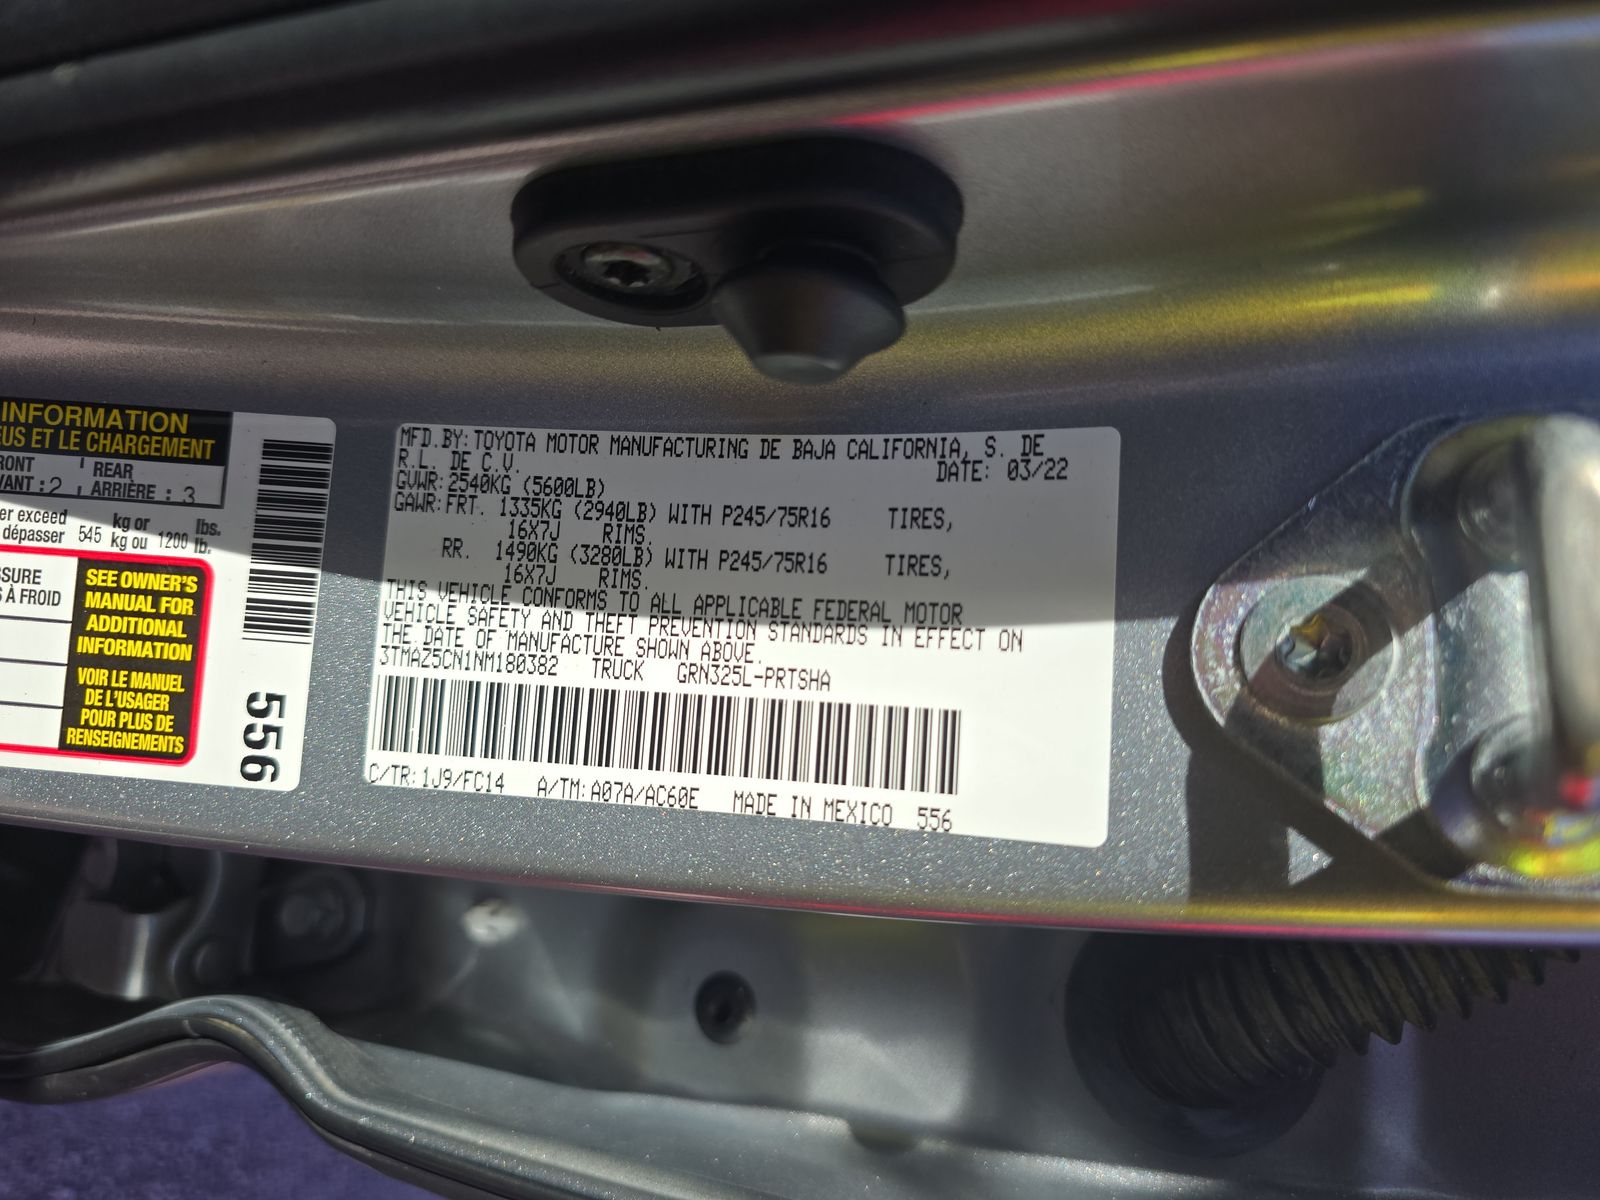 INFORMATION
EUS ET LE CHARGEMENT
REAR
: 2 ARRIÈRE : 3
exceed kg or lbs.
dépasser 545 kg ou 1200 lb.
À FROID
SEE OWNER'S
MANUAL FOR
ADDITIONAL
INFORMATION
VOIR LE MANUEL
DE L'USAGER
POUR PLUS DE
RENSEIGNEMENTS
556
MFD.BY:TOYOTA MOTOR MANUFACTURING DE BAJA CALIFORNIA, S. DE
R.L. DE C.V. DATE: 03/22
GVWR:2540KG (5600LB)
GAWR:FRT. 1335KG (2940LB) WITH P245/75R16 TIRES,
16X7J RIMS.
RR. 1490KG (3280LB) WITH P245/75R16 TIRES,
16X7J RIMS.
THIS VEHICLE CONFORMS TO ALL APPLICABLE FEDERAL MOTOR
VEHICLE SAFETY AND THEFT PREVENTION STANDARDS IN EFFECT ON
THE DATE OF MANUFACTURE SHOWN ABOVE.
3TMAZ5CN1NM180382 TRUCK GRN325L-PRTSHA
C/TR:1J9/FC14 A/TM:A07A/AC60E MADE IN MEXICO 556